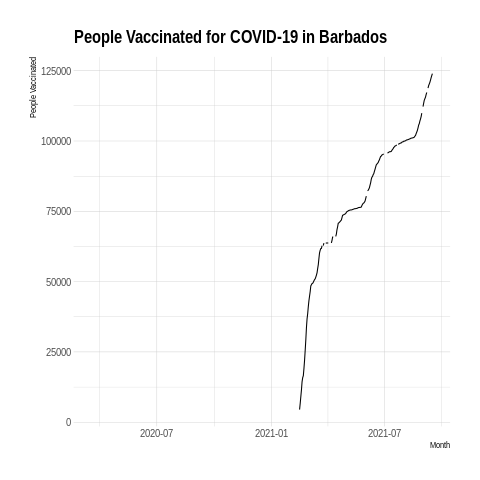 People Vaccinated for COVID-19 in Barbados
People Vaccinated
125000
100000
75000
50000
25000
0
2020-07 2021-01 2021-07
Month